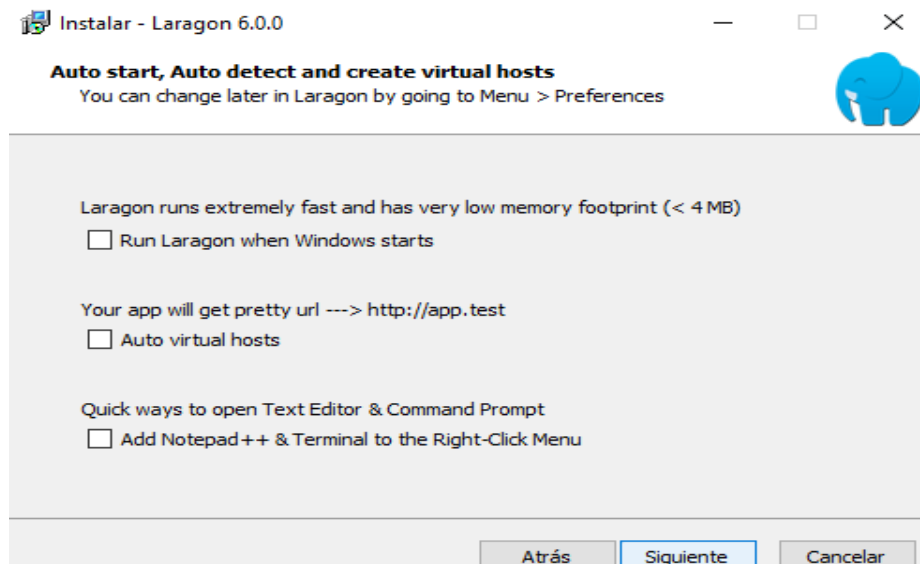 Instalar - Laragon 6.0.0
Auto start, Auto detect and create virtual hosts
You can change later in Laragon by going to Menu > Preferences
Laragon runs extremely fast and has very low memory footprint (< 4 MB)
Run Laragon when Windows starts
Your app will get pretty url ---> http://app.test
Auto virtual hosts
Quick ways to open Text Editor & Command Prompt
Add Notepad++ & Terminal to the Right-Click Menu
Atrás Siguiente Cancelar